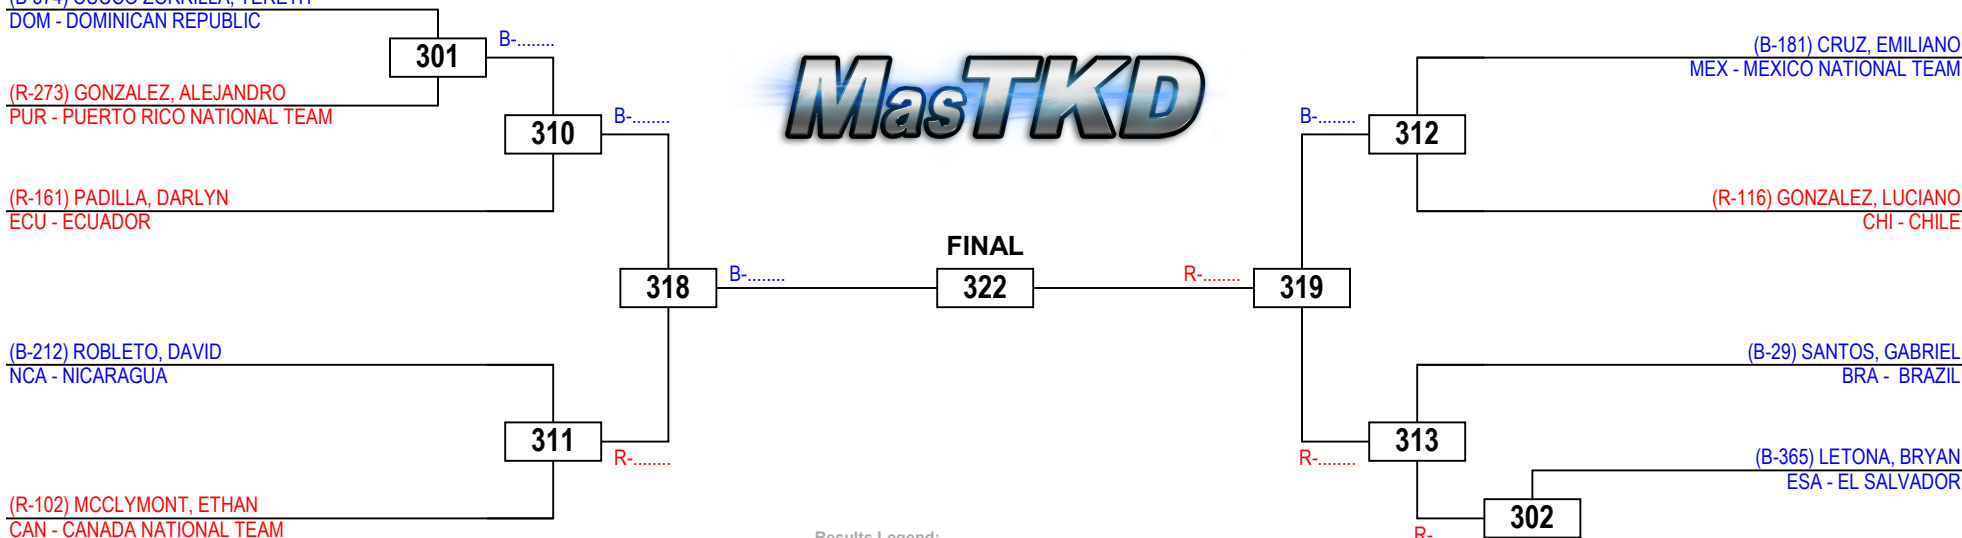 DOM - DOMINICAN REPUBLIC
301
B-........
(R-273) GONZALEZ, ALEJANDRO
PUR - PUERTO RICO NATIONAL TEAM
310
B-........
(R-161) PADILLA, DARLYN
ECU - ECUADOR
318
B-........
(B-212) ROBLETO, DAVID
NCA - NICARAGUA
311
R-........
(R-102) MCCLYMONT, ETHAN
CAN - CANADA NATIONAL TEAM
MasTKD
FINAL
322
Results Legend:
(B-181) CRUZ, EMILIANO
MEX - MEXICO NATIONAL TEAM
B-........
312
(R-116) GONZALEZ, LUCIANO
CHI - CHILE
R-........
319
(B-29) SANTOS, GABRIEL
BRA - BRAZIL
313
R-........
(B-365) LETONA, BRYAN
ESA - EL SALVADOR
302
R-